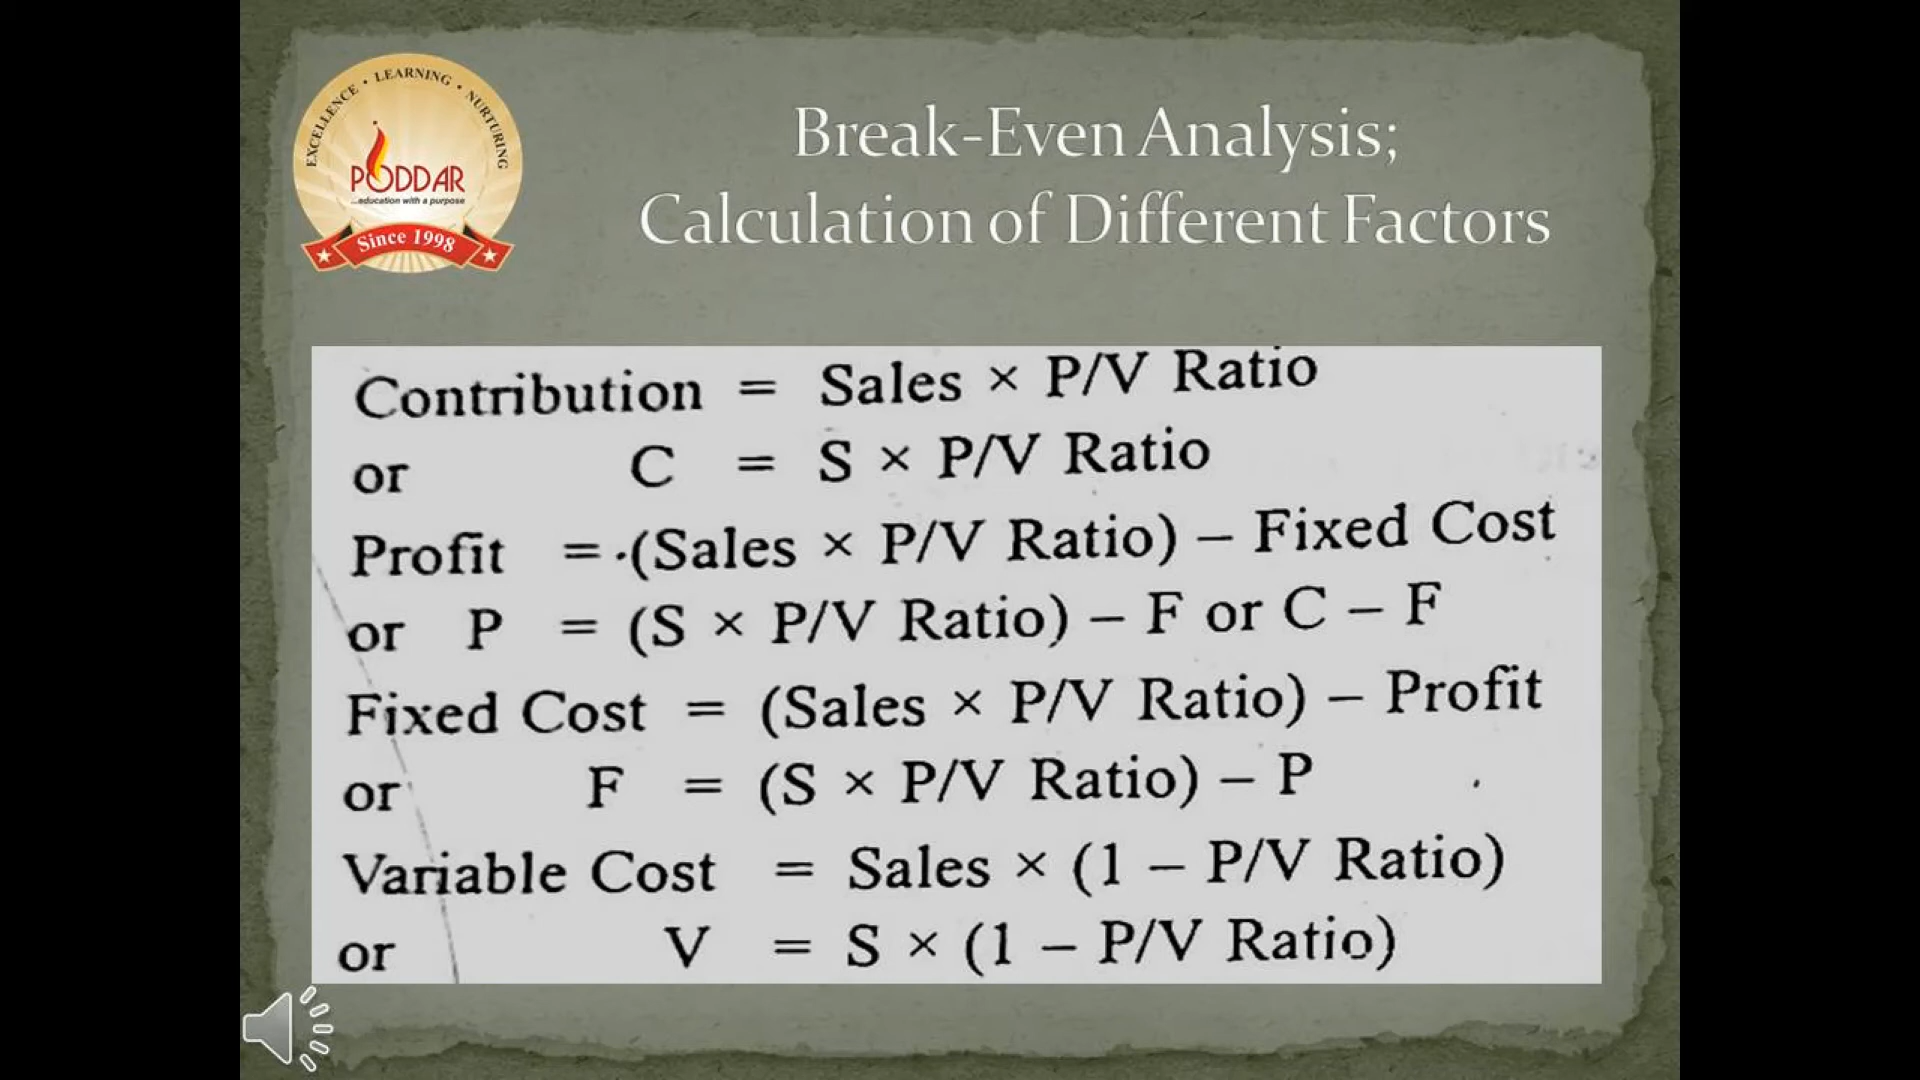 EXCELLENCE • LEARNING • NURTURING
PODDAR
...education with a purpose
Since 1998
Break-Even Analysis;
Calculation of Different Factors
Contribution = Sales × P/V Ratio
or C = S × P/V Ratio
Profit = (Sales × P/V Ratio) – Fixed Cost
or P = (S × P/V Ratio) – F or C – F
Fixed Cost = (Sales × P/V Ratio) – Profit
or F = (S × P/V Ratio) – P
Variable Cost = Sales × (1 – P/V Ratio)
or V = S × (1 – P/V Ratio)